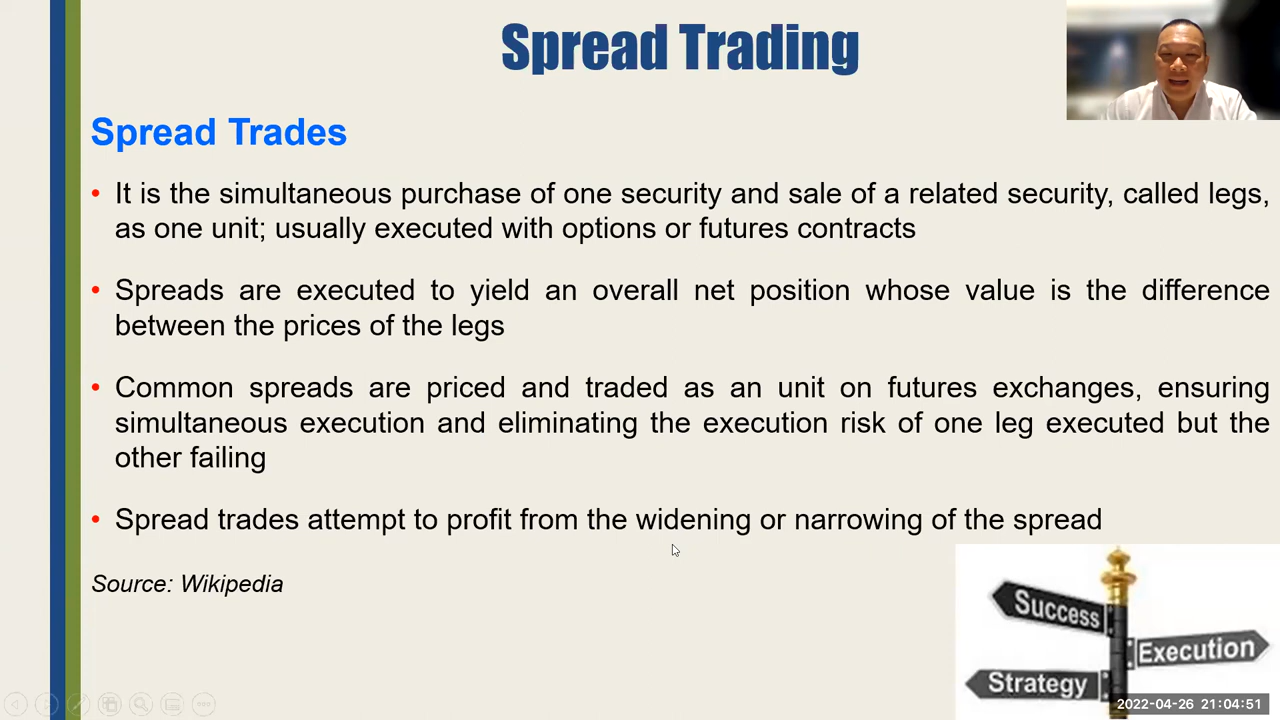 Spread Trading
Spread Trades
• It is the simultaneous purchase of one security and sale of a related security, called legs,
as one unit; usually executed with options or futures contracts
• Spreads are executed to yield an overall net position whose value is the difference
between the prices of the legs
• Common spreads are priced and traded as an unit on futures exchanges, ensuring
simultaneous execution and eliminating the execution risk of one leg executed but the
other failing
• Spread trades attempt to profit from the widening or narrowing of the spread
Source: Wikipedia
Success
Execution
Strategy
2022-04-26 21:04:51